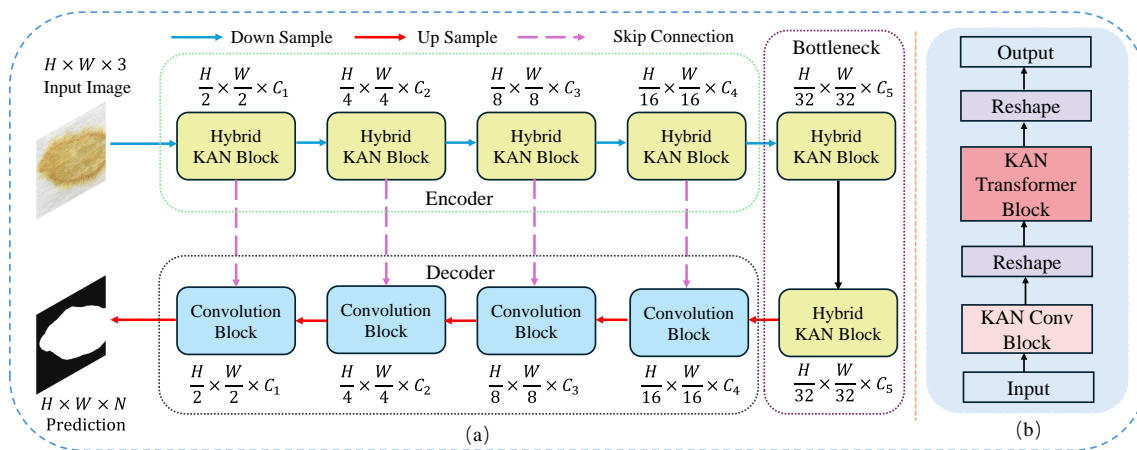 Down Sample
Up Sample
Skip Connection
Bottleneck
H × W × 3
Input Image
H/2 × W/2 × C₁
H/4 × W/4 × C₂
H/8 × W/8 × C₃
H/16 × W/16 × C₄
H/32 × W/32 × C₅
Hybrid
KAN Block
Hybrid
KAN Block
Hybrid
KAN Block
Hybrid
KAN Block
Hybrid
KAN Block
Encoder
Decoder
Convolution
Block
Convolution
Block
Convolution
Block
Convolution
Block
Hybrid
KAN Block
H/2 × W/2 × C₁
H/4 × W/4 × C₂
H/8 × W/8 × C₃
H/16 × W/16 × C₄
H/32 × W/32 × C₅
H × W × N
Prediction
(a)
Output
Reshape
KAN
Transformer
Block
Reshape
KAN Conv
Block
Input
(b)